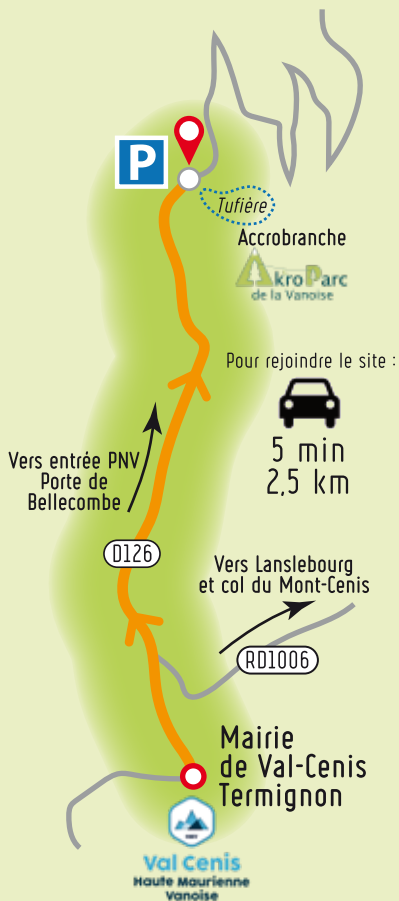 P
Tufière
Accrobranche
AkroParc
de la Vanoise
Pour rejoindre le site :
5 min
2,5 km
Vers entrée PNV
Porte de
Bellecombe
D126
Vers Lanslebourg
et col du Mont-Cenis
RD1006
Mairie
de Val-Cenis
Termignon
Val Cenis
Haute Maurienne
Vanoise